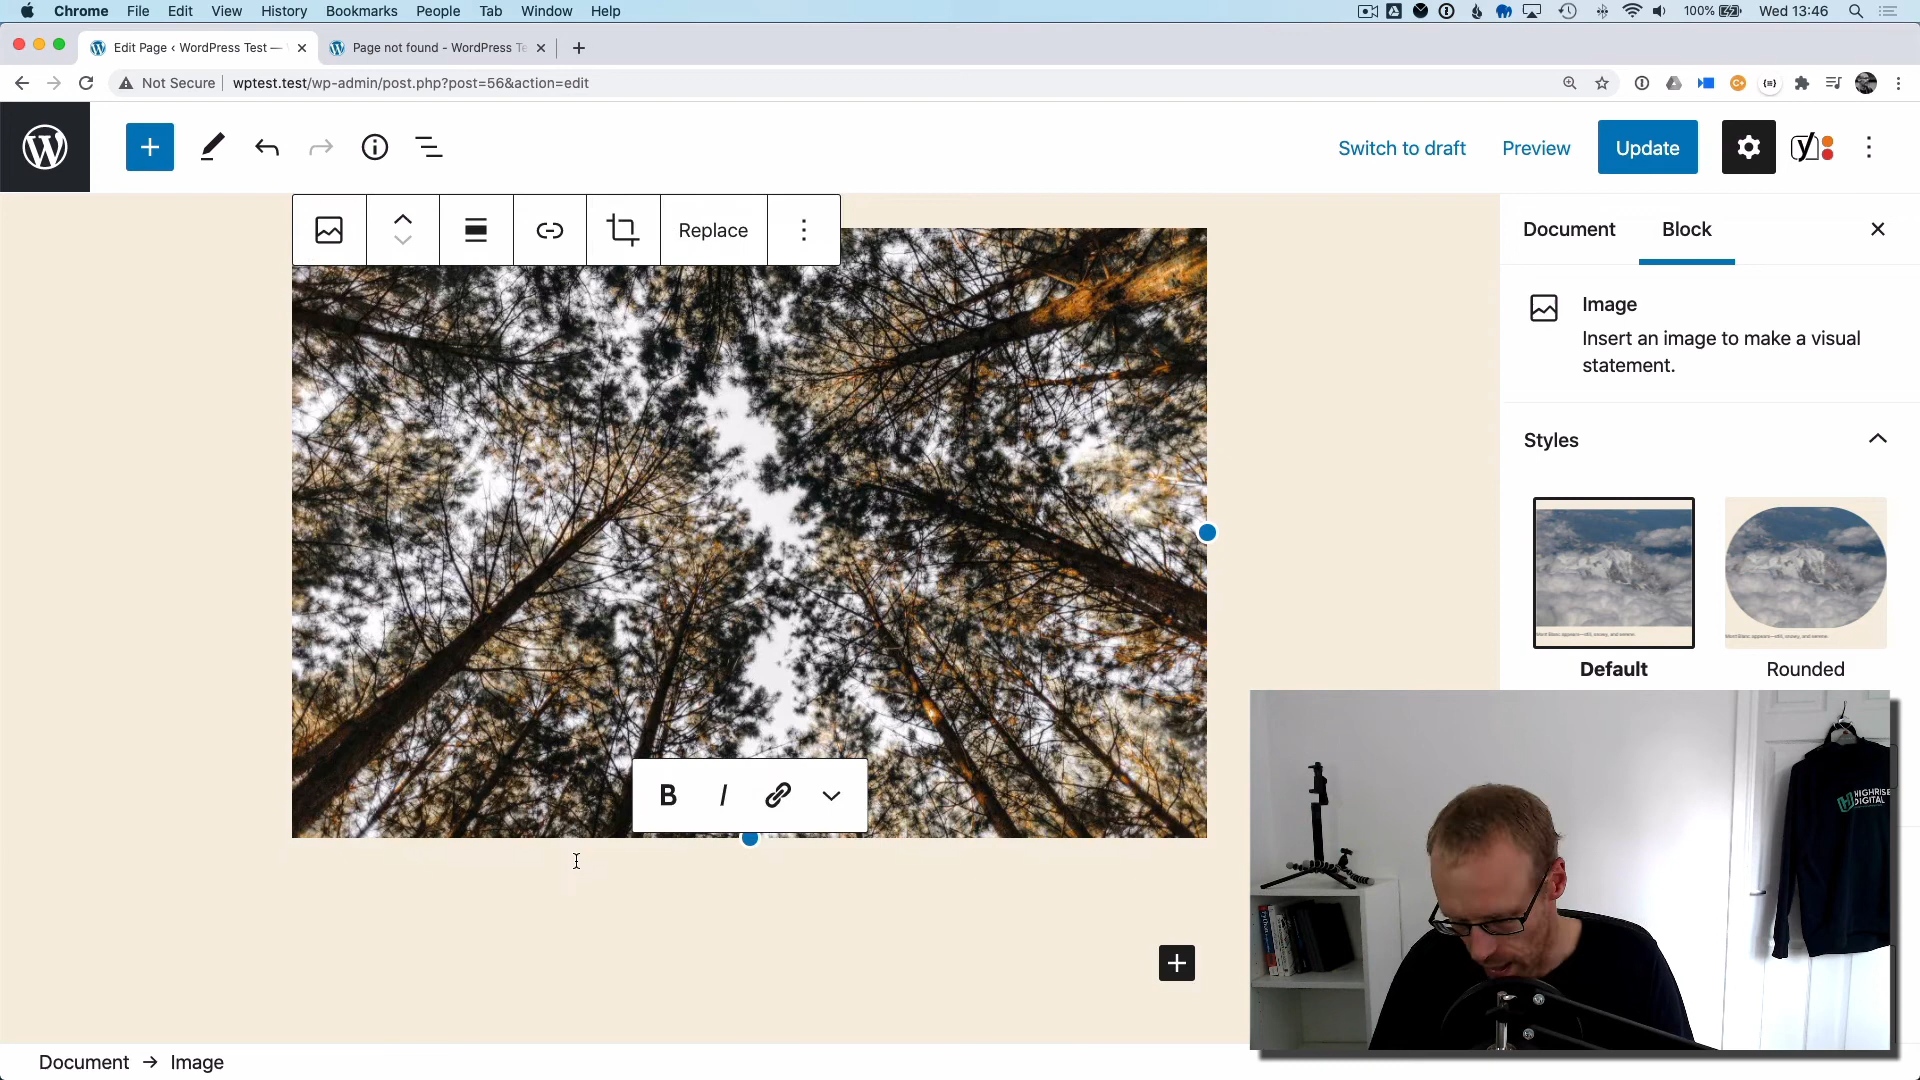 Chrome File Edit View History Bookmarks People Tab Window Help 100% Wed 13:46
Edit Page ‹ WordPress Test — Page not found - WordPress Te
Not Secure wptest.test/wp-admin/post.php?post=56&action=edit
Switch to draft Preview Update
Replace
Document Block
Image
Insert an image to make a visual
statement.
Styles
Default Rounded
B I
HIGHRISE
DIGITAL
Document → Image